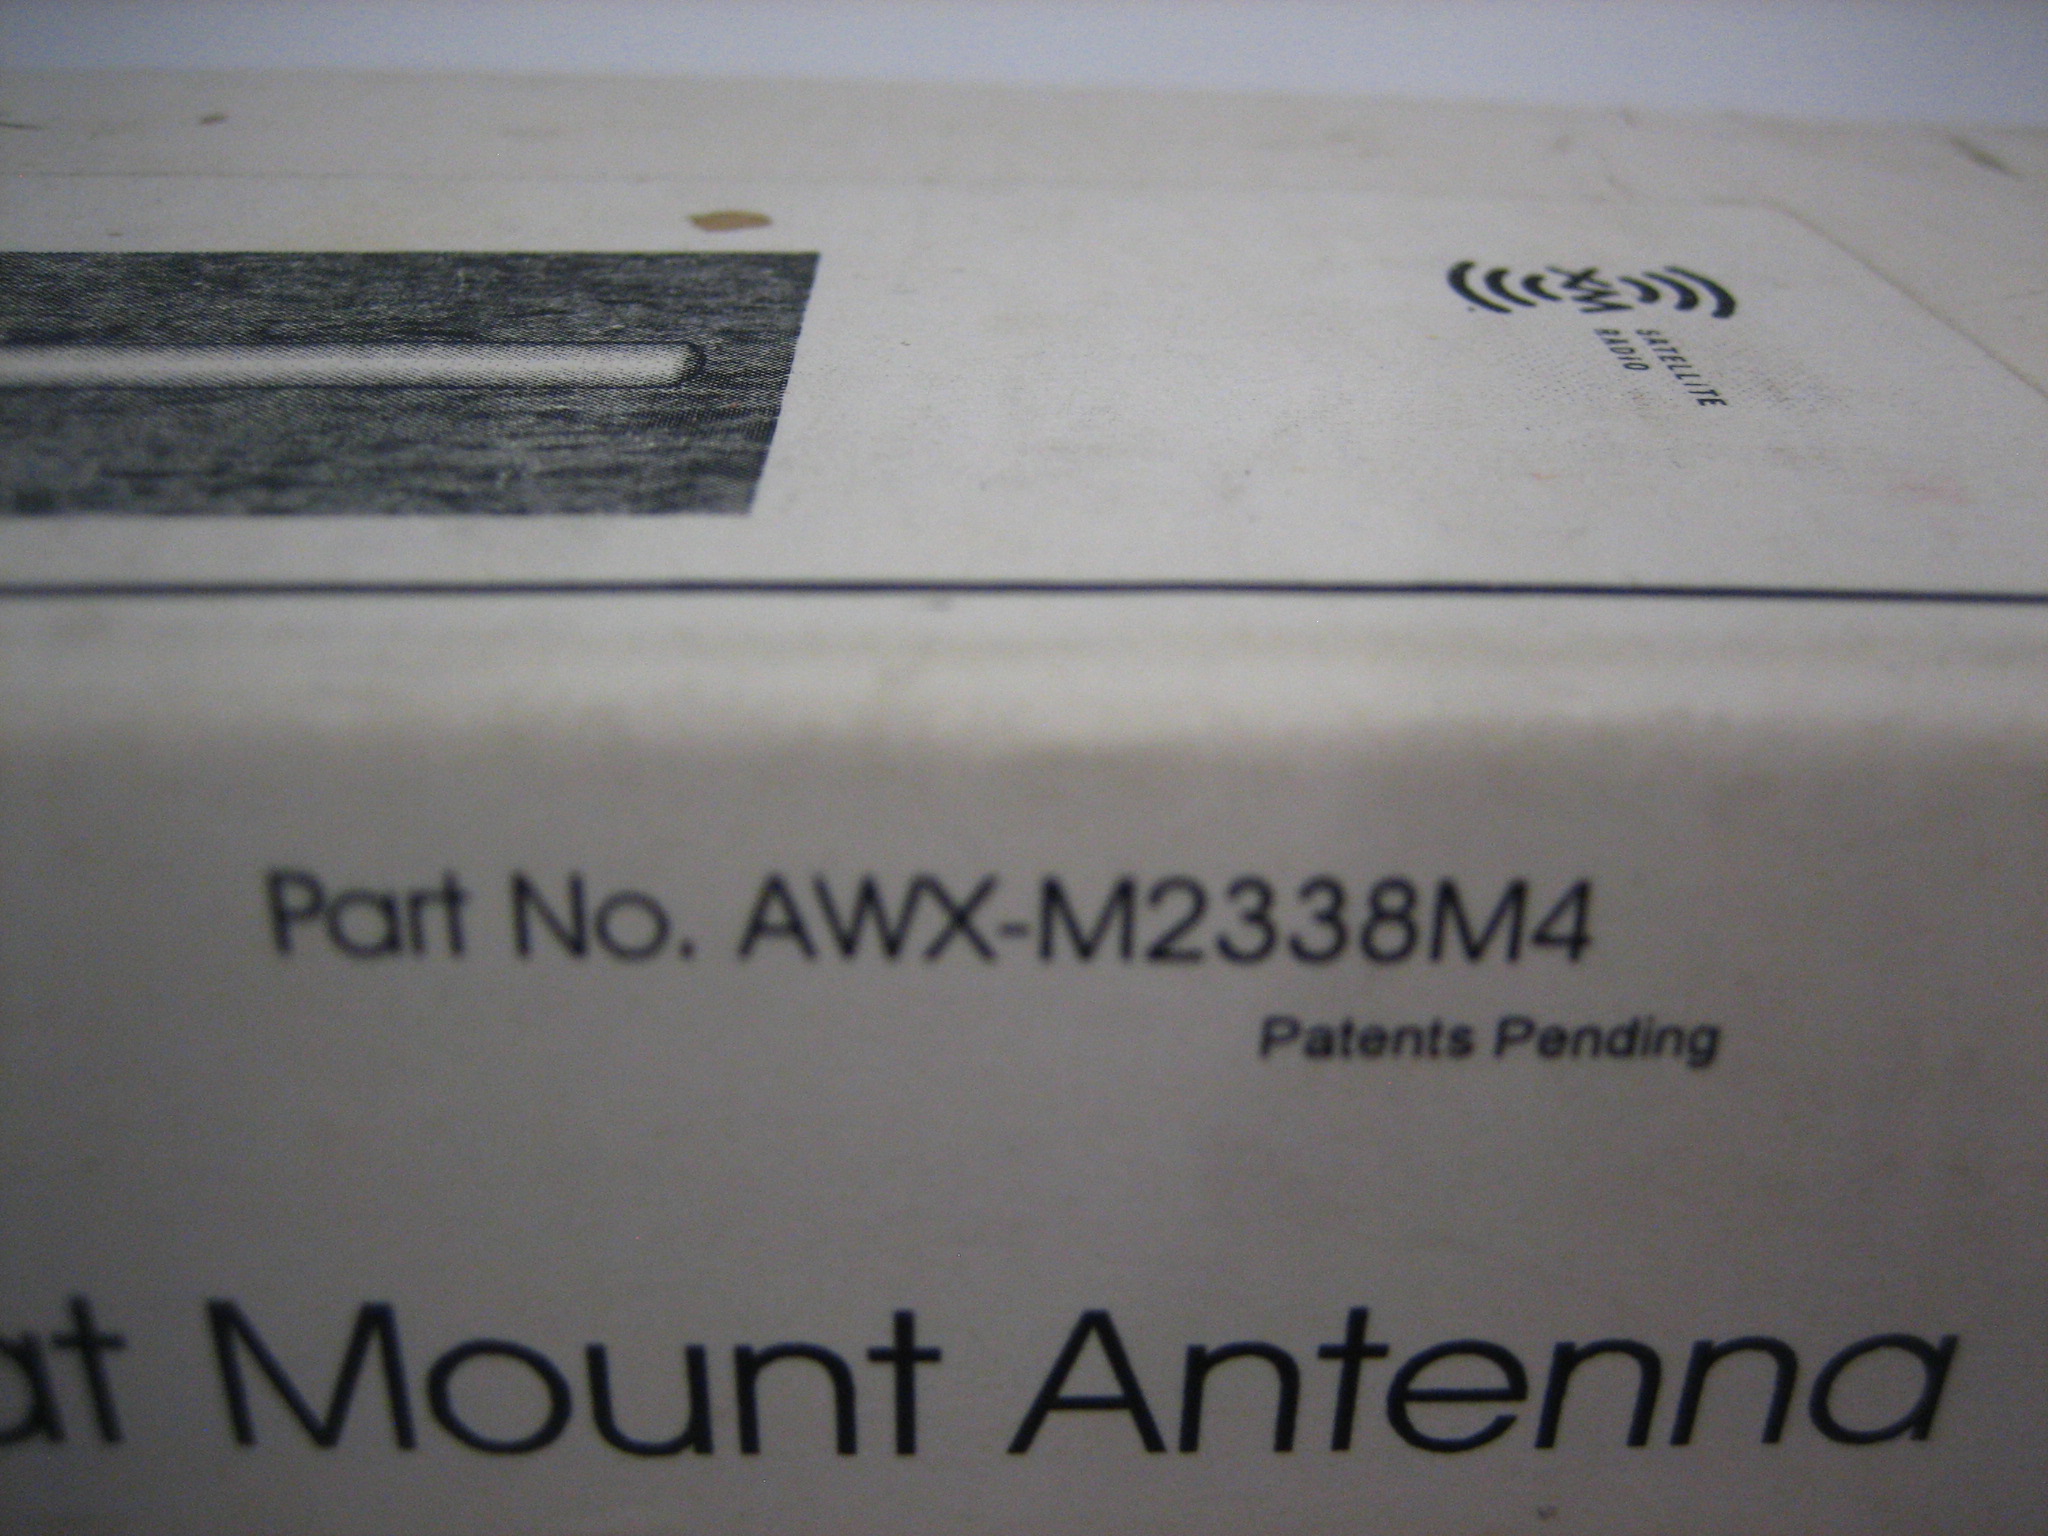 XM
SATELLITE
RADIO
Part No. AWX-M2338M4
Patents Pending
at Mount Antenna